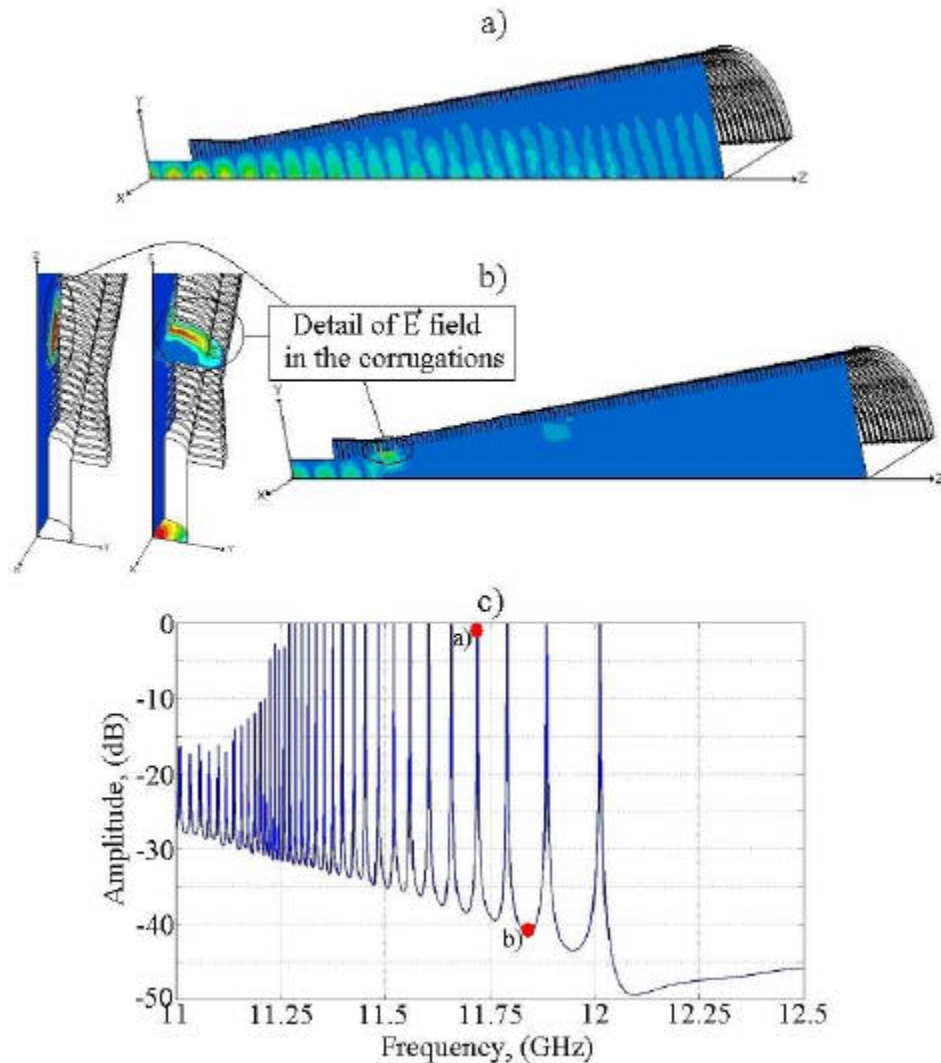 a)
Y
X
Z
b)
Z
Z
Detail of E field
in the corrugations
Y
X
Y
X
Y
X
Z
c)
0
a)
-10
-20
-30
-40
b)
-50
Amplitude, (dB)
11
11.25
11.5
11.75
12
12.25
12.5
Frequency, (GHz)